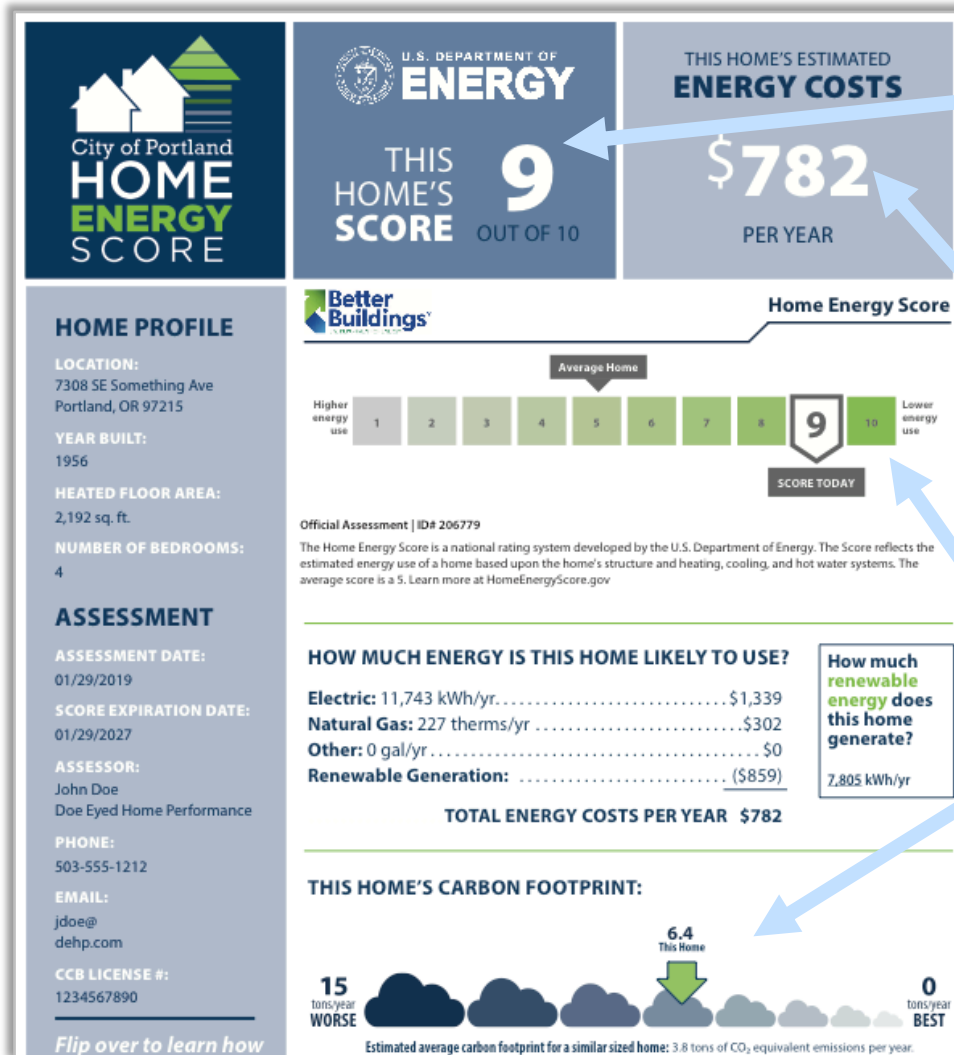 City of Portland
HOME
ENERGY
SCORE
U.S. DEPARTMENT OF
ENERGY
THIS
HOME'S
SCORE
9
OUT OF 10
THIS HOME'S ESTIMATED
ENERGY COSTS
$782
PER YEAR
HOME PROFILE
LOCATION:
7308 SE Something Ave
Portland, OR 97215
YEAR BUILT:
1956
HEATED FLOOR AREA:
2,192 sq. ft.
NUMBER OF BEDROOMS:
4
ASSESSMENT
ASSESSMENT DATE:
01/29/2019
SCORE EXPIRATION DATE:
01/29/2027
ASSESSOR:
John Doe
Doe Eyed Home Performance
PHONE:
503-555-1212
EMAIL:
jdoe@
dehp.com
CCB LICENSE #:
1234567890
Flip over to learn how
Better
Buildings
Home Energy Score
Average Home
Higher
energy
use
1 2 3 4 5 6 7 8 9 10
Lower
energy
use
SCORE TODAY
Official Assessment | ID# 206779
The Home Energy Score is a national rating system developed by the U.S. Department of Energy. The Score reflects the
estimated energy use of a home based upon the home's structure and heating, cooling, and hot water systems. The
average score is a 5. Learn more at HomeEnergyScore.gov
HOW MUCH ENERGY IS THIS HOME LIKELY TO USE?
Electric: 11,743 kWh/yr............................$1,339
Natural Gas: 227 therms/yr..........................$302
Other: 0 gal/yr........................................$0
Renewable Generation: ..........................($859)
TOTAL ENERGY COSTS PER YEAR $782
How much
renewable
energy does
this home
generate?
7,805 kWh/yr
THIS HOME'S CARBON FOOTPRINT:
6.4
This Home
15
tons/year
WORSE
0
tons/year
BEST
Estimated average carbon footprint for a similar sized home: 3.8 tons of CO₂ equivalent emissions per year.